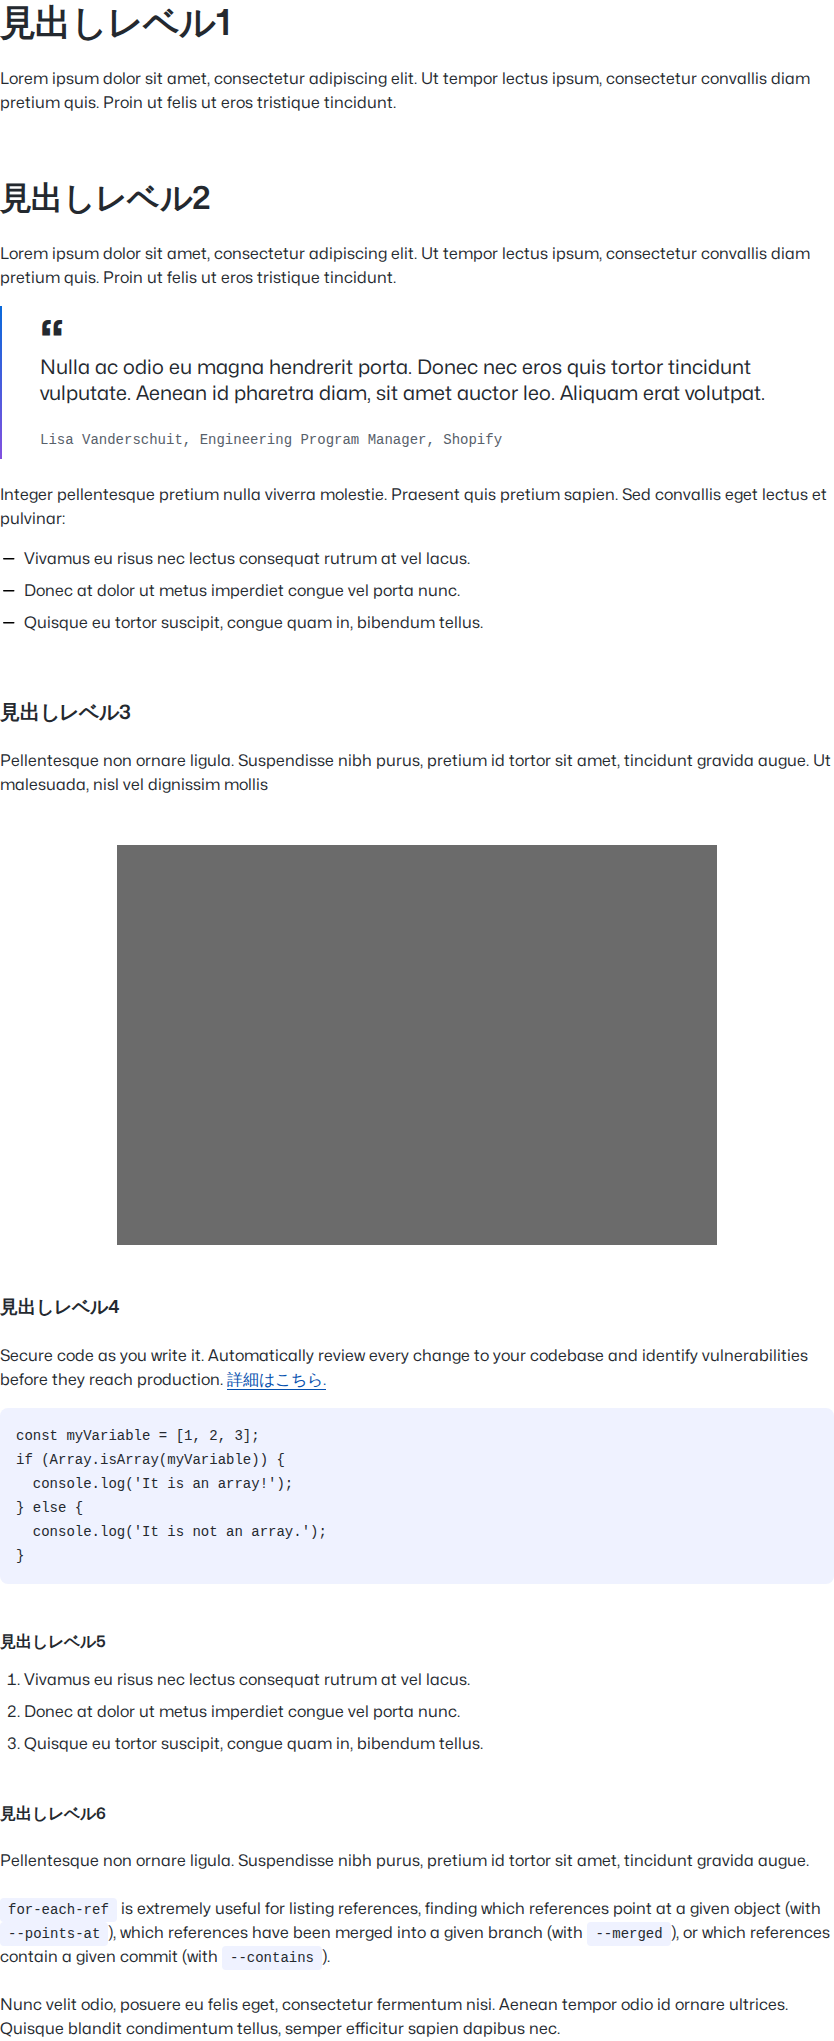 見出しレベル1
Lorem ipsum dolor sit amet, consectetur adipiscing elit. Ut tempor lectus ipsum, consectetur convallis diam
pretium quis. Proin ut felis ut eros tristique tincidunt.
見出しレベル2
Lorem ipsum dolor sit amet, consectetur adipiscing elit. Ut tempor lectus ipsum, consectetur convallis diam
pretium quis. Proin ut felis ut eros tristique tincidunt.
“
Nulla ac odio eu magna hendrerit porta. Donec nec eros quis tortor tincidunt
vulputate. Aenean id pharetra diam, sit amet auctor leo. Aliquam erat volutpat.
Lisa Vanderschuit, Engineering Program Manager, Shopify
Integer pellentesque pretium nulla viverra molestie. Praesent quis pretium sapien. Sed convallis eget lectus et
pulvinar:
— Vivamus eu risus nec lectus consequat rutrum at vel lacus.
— Donec at dolor ut metus imperdiet congue vel porta nunc.
— Quisque eu tortor suscipit, congue quam in, bibendum tellus.
見出しレベル3
Pellentesque non ornare ligula. Suspendisse nibh purus, pretium id tortor sit amet, tincidunt gravida augue. Ut
malesuada, nisl vel dignissim mollis
見出しレベル4
Secure code as you write it. Automatically review every change to your codebase and identify vulnerabilities
before they reach production. 詳細はこちら.
const myVariable = [1, 2, 3];
if (Array.isArray(myVariable)) {
  console.log('It is an array!');
} else {
  console.log('It is not an array.');
}
見出しレベル5
1. Vivamus eu risus nec lectus consequat rutrum at vel lacus.
2. Donec at dolor ut metus imperdiet congue vel porta nunc.
3. Quisque eu tortor suscipit, congue quam in, bibendum tellus.
見出しレベル6
Pellentesque non ornare ligula. Suspendisse nibh purus, pretium id tortor sit amet, tincidunt gravida augue.
for-each-ref is extremely useful for listing references, finding which references point at a given object (with
--points-at ), which references have been merged into a given branch (with --merged ), or which references
contain a given commit (with --contains ).
Nunc velit odio, posuere eu felis eget, consectetur fermentum nisi. Aenean tempor odio id ornare ultrices.
Quisque blandit condimentum tellus, semper efficitur sapien dapibus nec.